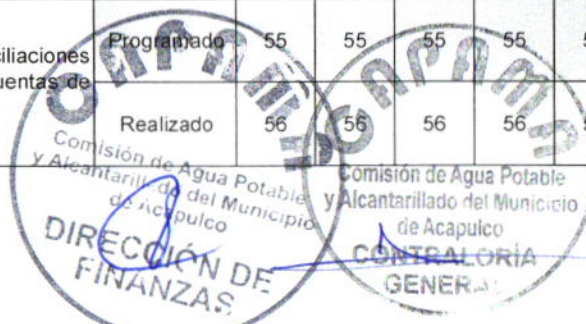 ciliaciones Programado 55 55 55 55
uentas de
Realizado 56 56 56 56
CAPAMA
Comisión de Agua Potable
y Alcantarillado del Municipio
de Acapulco
DIRECCIÓN DE
FINANZAS
CAPAMA
Comisión de Agua Potable
y Alcantarillado del Municipio
de Acapulco
CONTRALORÍA
GENERAL